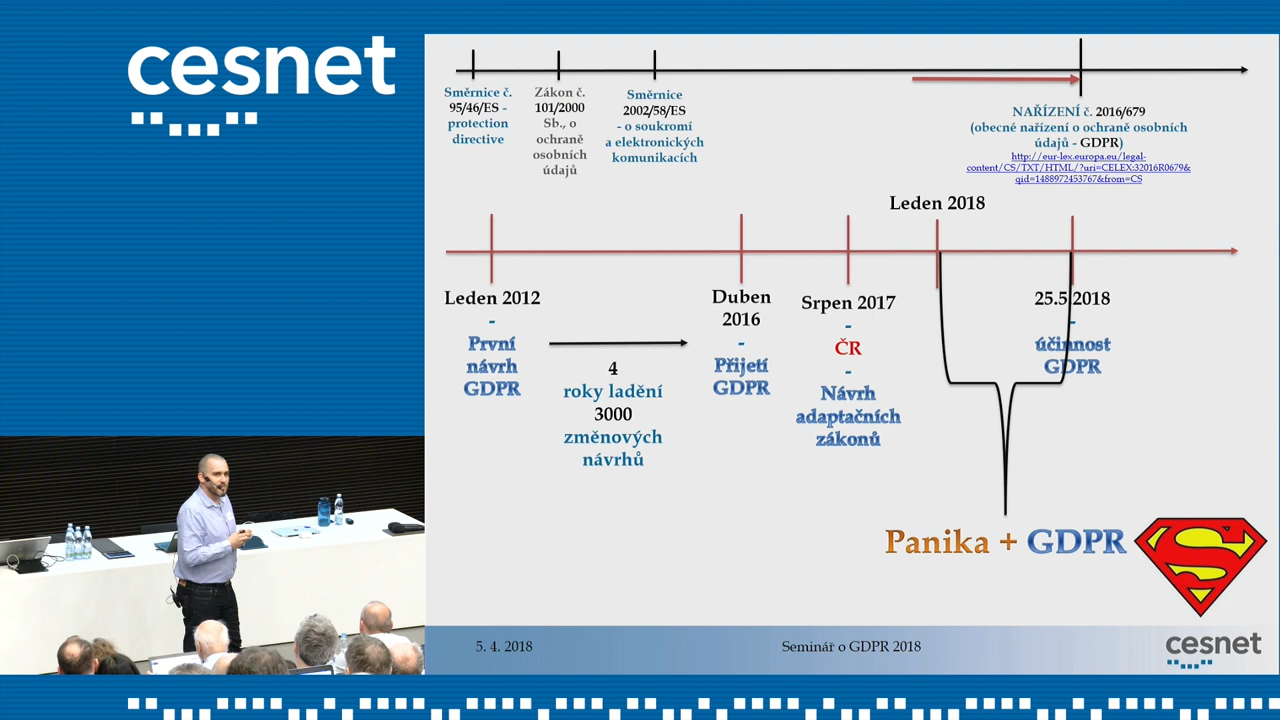 cesnet
Směrnice č.
95/46/ES -
protection
directive
Zákon č.
101/2000
Sb., o
ochraně
osobních
údajů
Směrnice
2002/58/ES
- o soukromí
a elektronických
komunikacích
NAŘÍZENÍ č. 2016/679
(obecné nařízení o ochraně osobních
údajů - GDPR)
http://eur-lex.europa.eu/legal-
content/CS/TXT/HTML/?uri=CELEX:32016R0679&
qid=1488972453767&from=CS
Leden 2018
Leden 2012
-
První
návrh
GDPR
4
roky ladění
3000
změnových
návrhů
Duben
2016
-
Přijetí
GDPR
Srpen 2017
-
ČR
-
Návrh
adaptačních
zákonů
25.5.2018
-
účinnost
GDPR
Panika + GDPR
S
5. 4. 2018
Seminář o GDPR 2018
cesnet